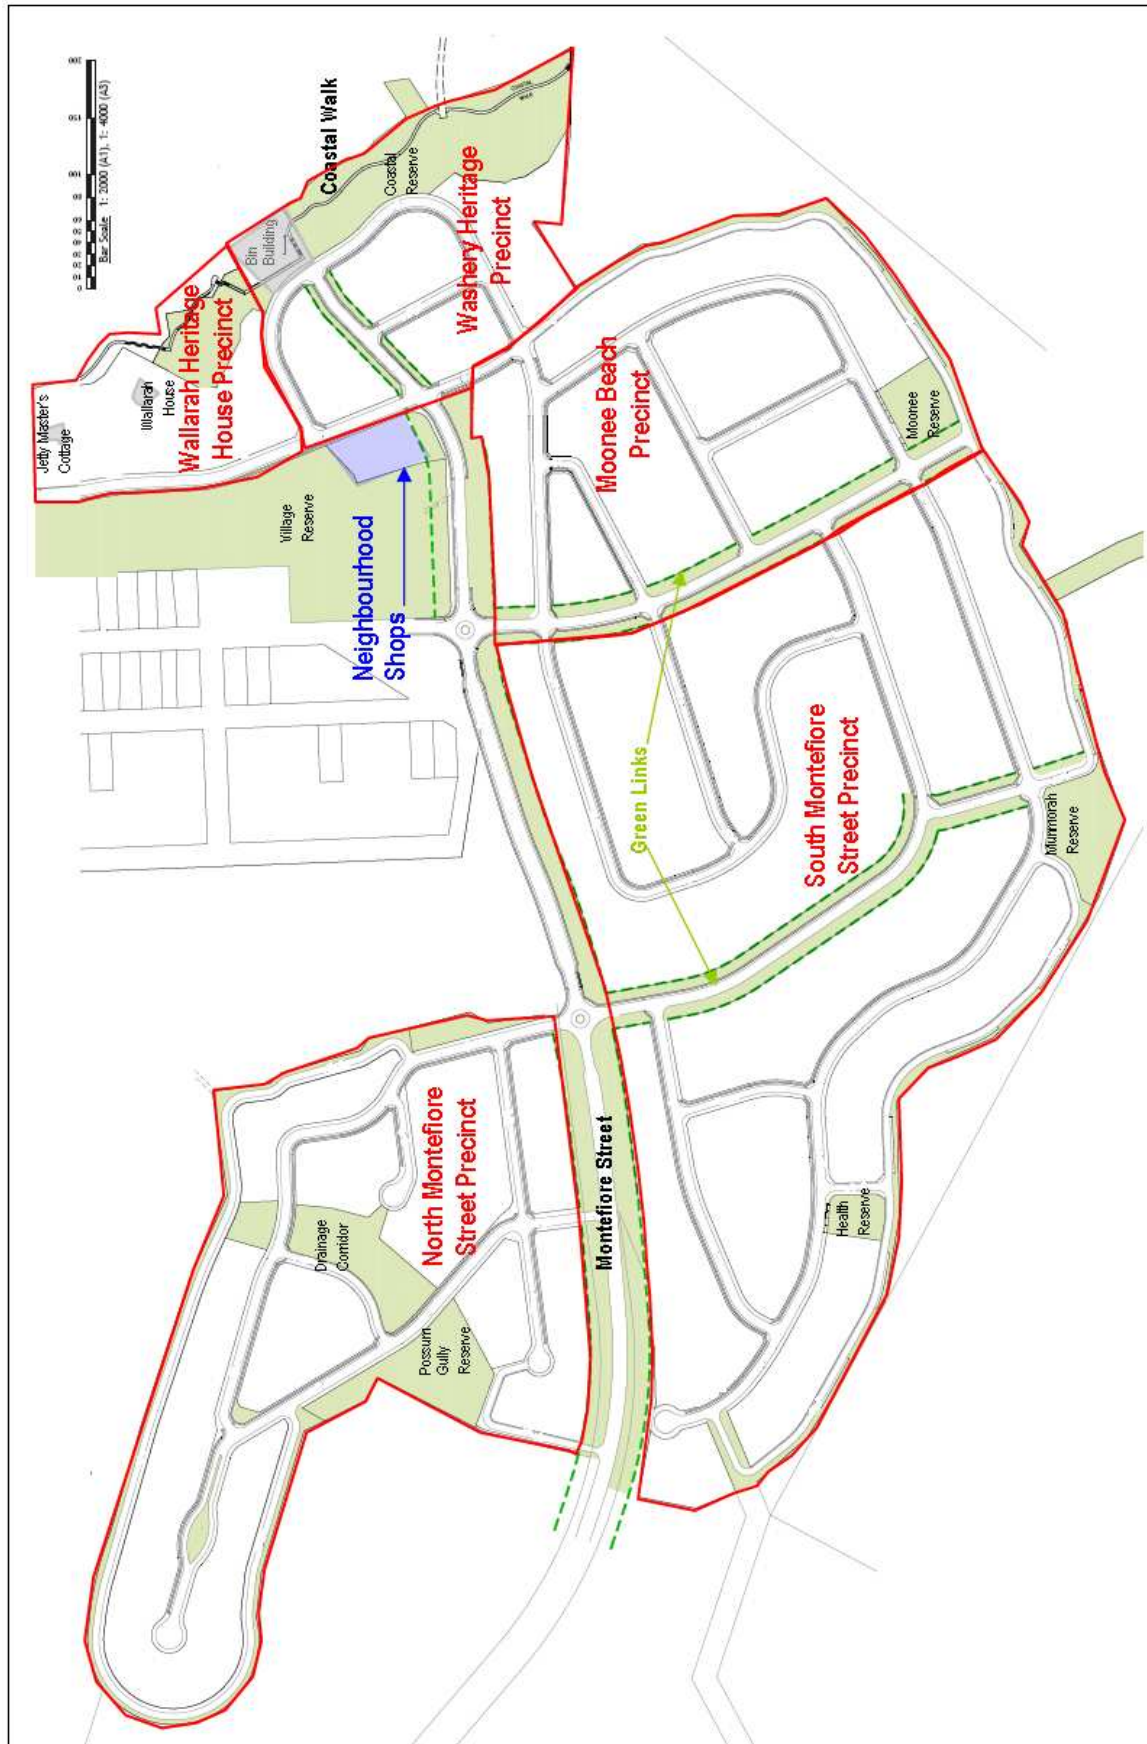 Bar Scale 1: 2000 (A1), 1: 4000 (A3)
Jetty Master's
Cottage
Wallarah
House
Wallarah Heritage
House Precinct
Bin
Building
Coastal Walk
Coastal
Reserve
Washery Heritage
Precinct
Village
Reserve
Neighbourhood
Shops
Moonee Beach
Precinct
Moonee
Reserve
Green Links
South Montefiore
Street Precinct
Munmorah
Reserve
North Montefiore
Street Precinct
Drainage
Corridor
Possum
Gully
Reserve
Montefiore Street
Health
Reserve